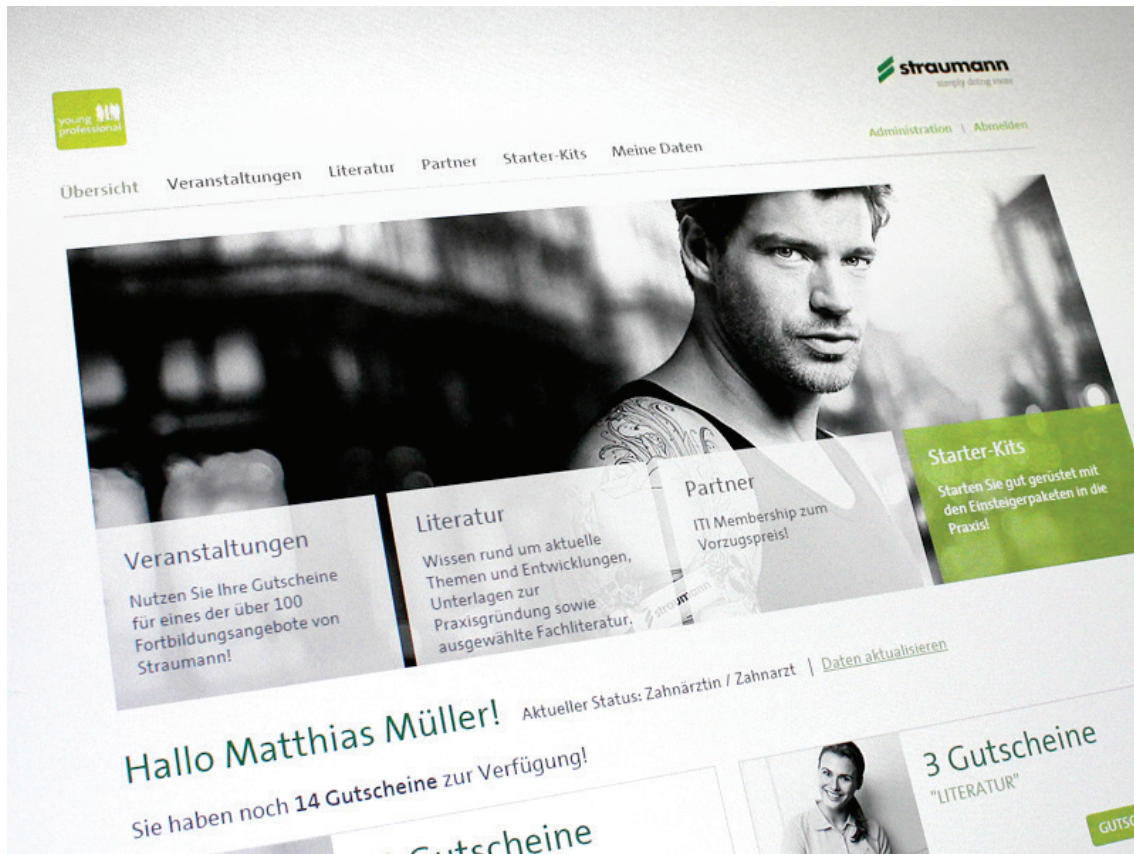 young
professional
straumann
simply doing more
Administration | Abmelden
Übersicht Veranstaltungen Literatur Partner Starter-Kits Meine Daten
Veranstaltungen
Nutzen Sie Ihre Gutscheine
für eines der über 100
Fortbildungsangebote von
Straumann!
Literatur
Wissen rund um aktuelle
Themen und Entwicklungen,
Unterlagen zur
Praxisgründung sowie
ausgewählte Fachliteratur.
Partner
ITI Membership zum
Vorzugspreis!
straumann
Starter-Kits
Starten Sie gut gerüstet mit
den Einsteigerpaketen in die
Praxis!
Hallo Matthias Müller! Aktueller Status: Zahnärztin / Zahnarzt | Daten aktualisieren
Sie haben noch 14 Gutscheine zur Verfügung!
Gutscheine
3 Gutscheine
"LITERATUR"